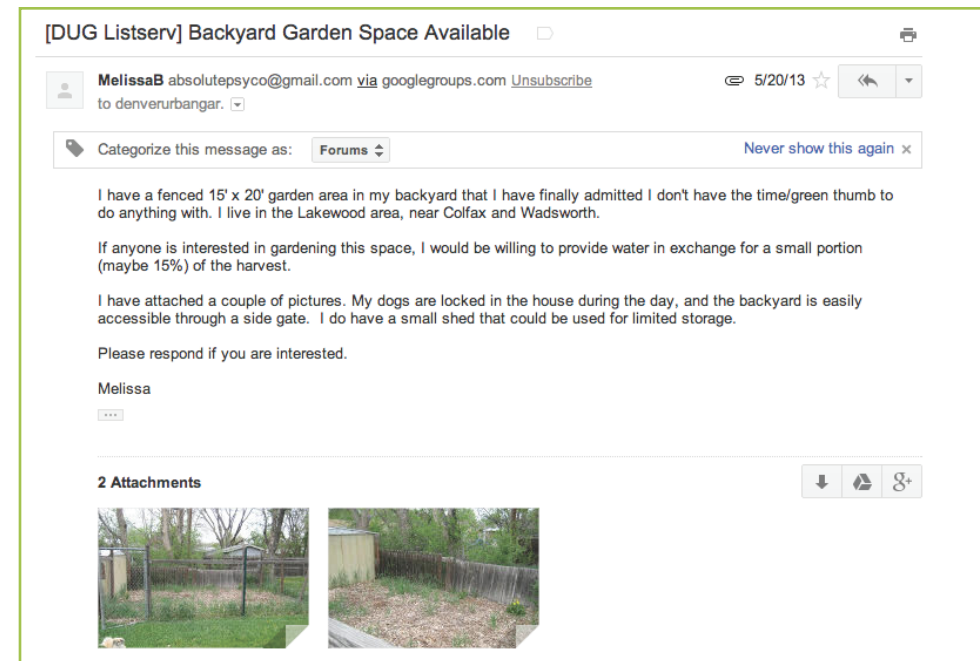 [DUG Listserv] Backyard Garden Space Available
MelissaB absolutepsyco@gmail.com via googlegroups.com Unsubscribe
5/20/13
to denverurbangar.
Categorize this message as: Forums
Never show this again ×
I have a fenced 15' x 20' garden area in my backyard that I have finally admitted I don't have the time/green thumb to
do anything with. I live in the Lakewood area, near Colfax and Wadsworth.
If anyone is interested in gardening this space, I would be willing to provide water in exchange for a small portion
(maybe 15%) of the harvest.
I have attached a couple of pictures. My dogs are locked in the house during the day, and the backyard is easily
accessible through a side gate.  I do have a small shed that could be used for limited storage.
Please respond if you are interested.
Melissa
...
2 Attachments
g+